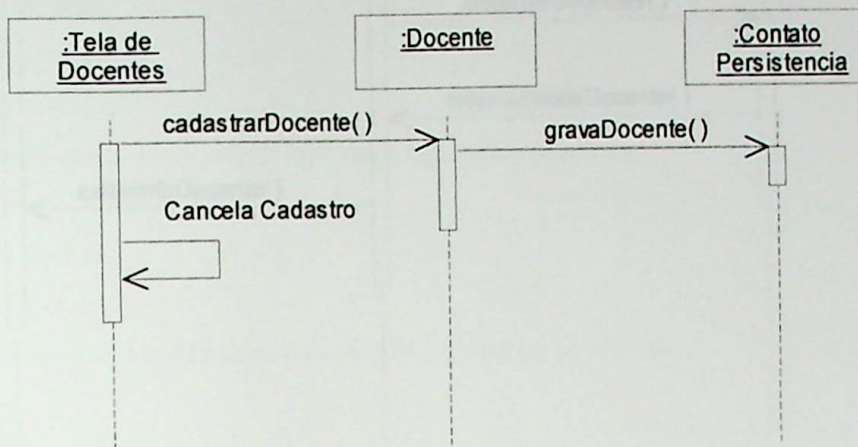 :Tela de
Docentes
:Docente
:Contato
Persistencia
cadastrarDocente( )
gravaDocente( )
Cancela Cadastro